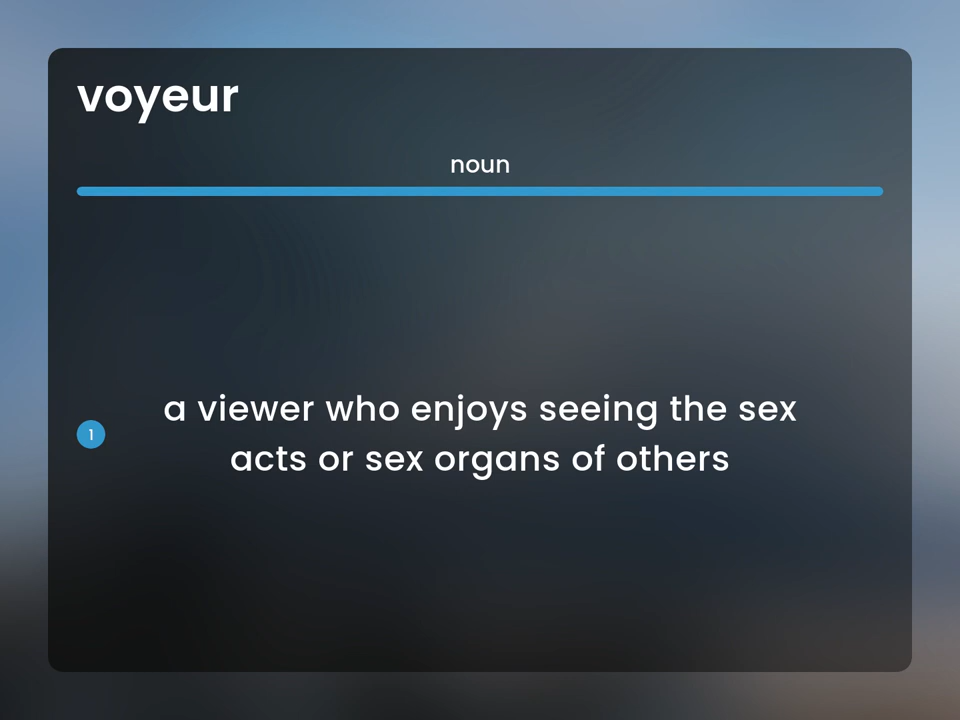 voyeur
noun
1
a viewer who enjoys seeing the sex
acts or sex organs of others